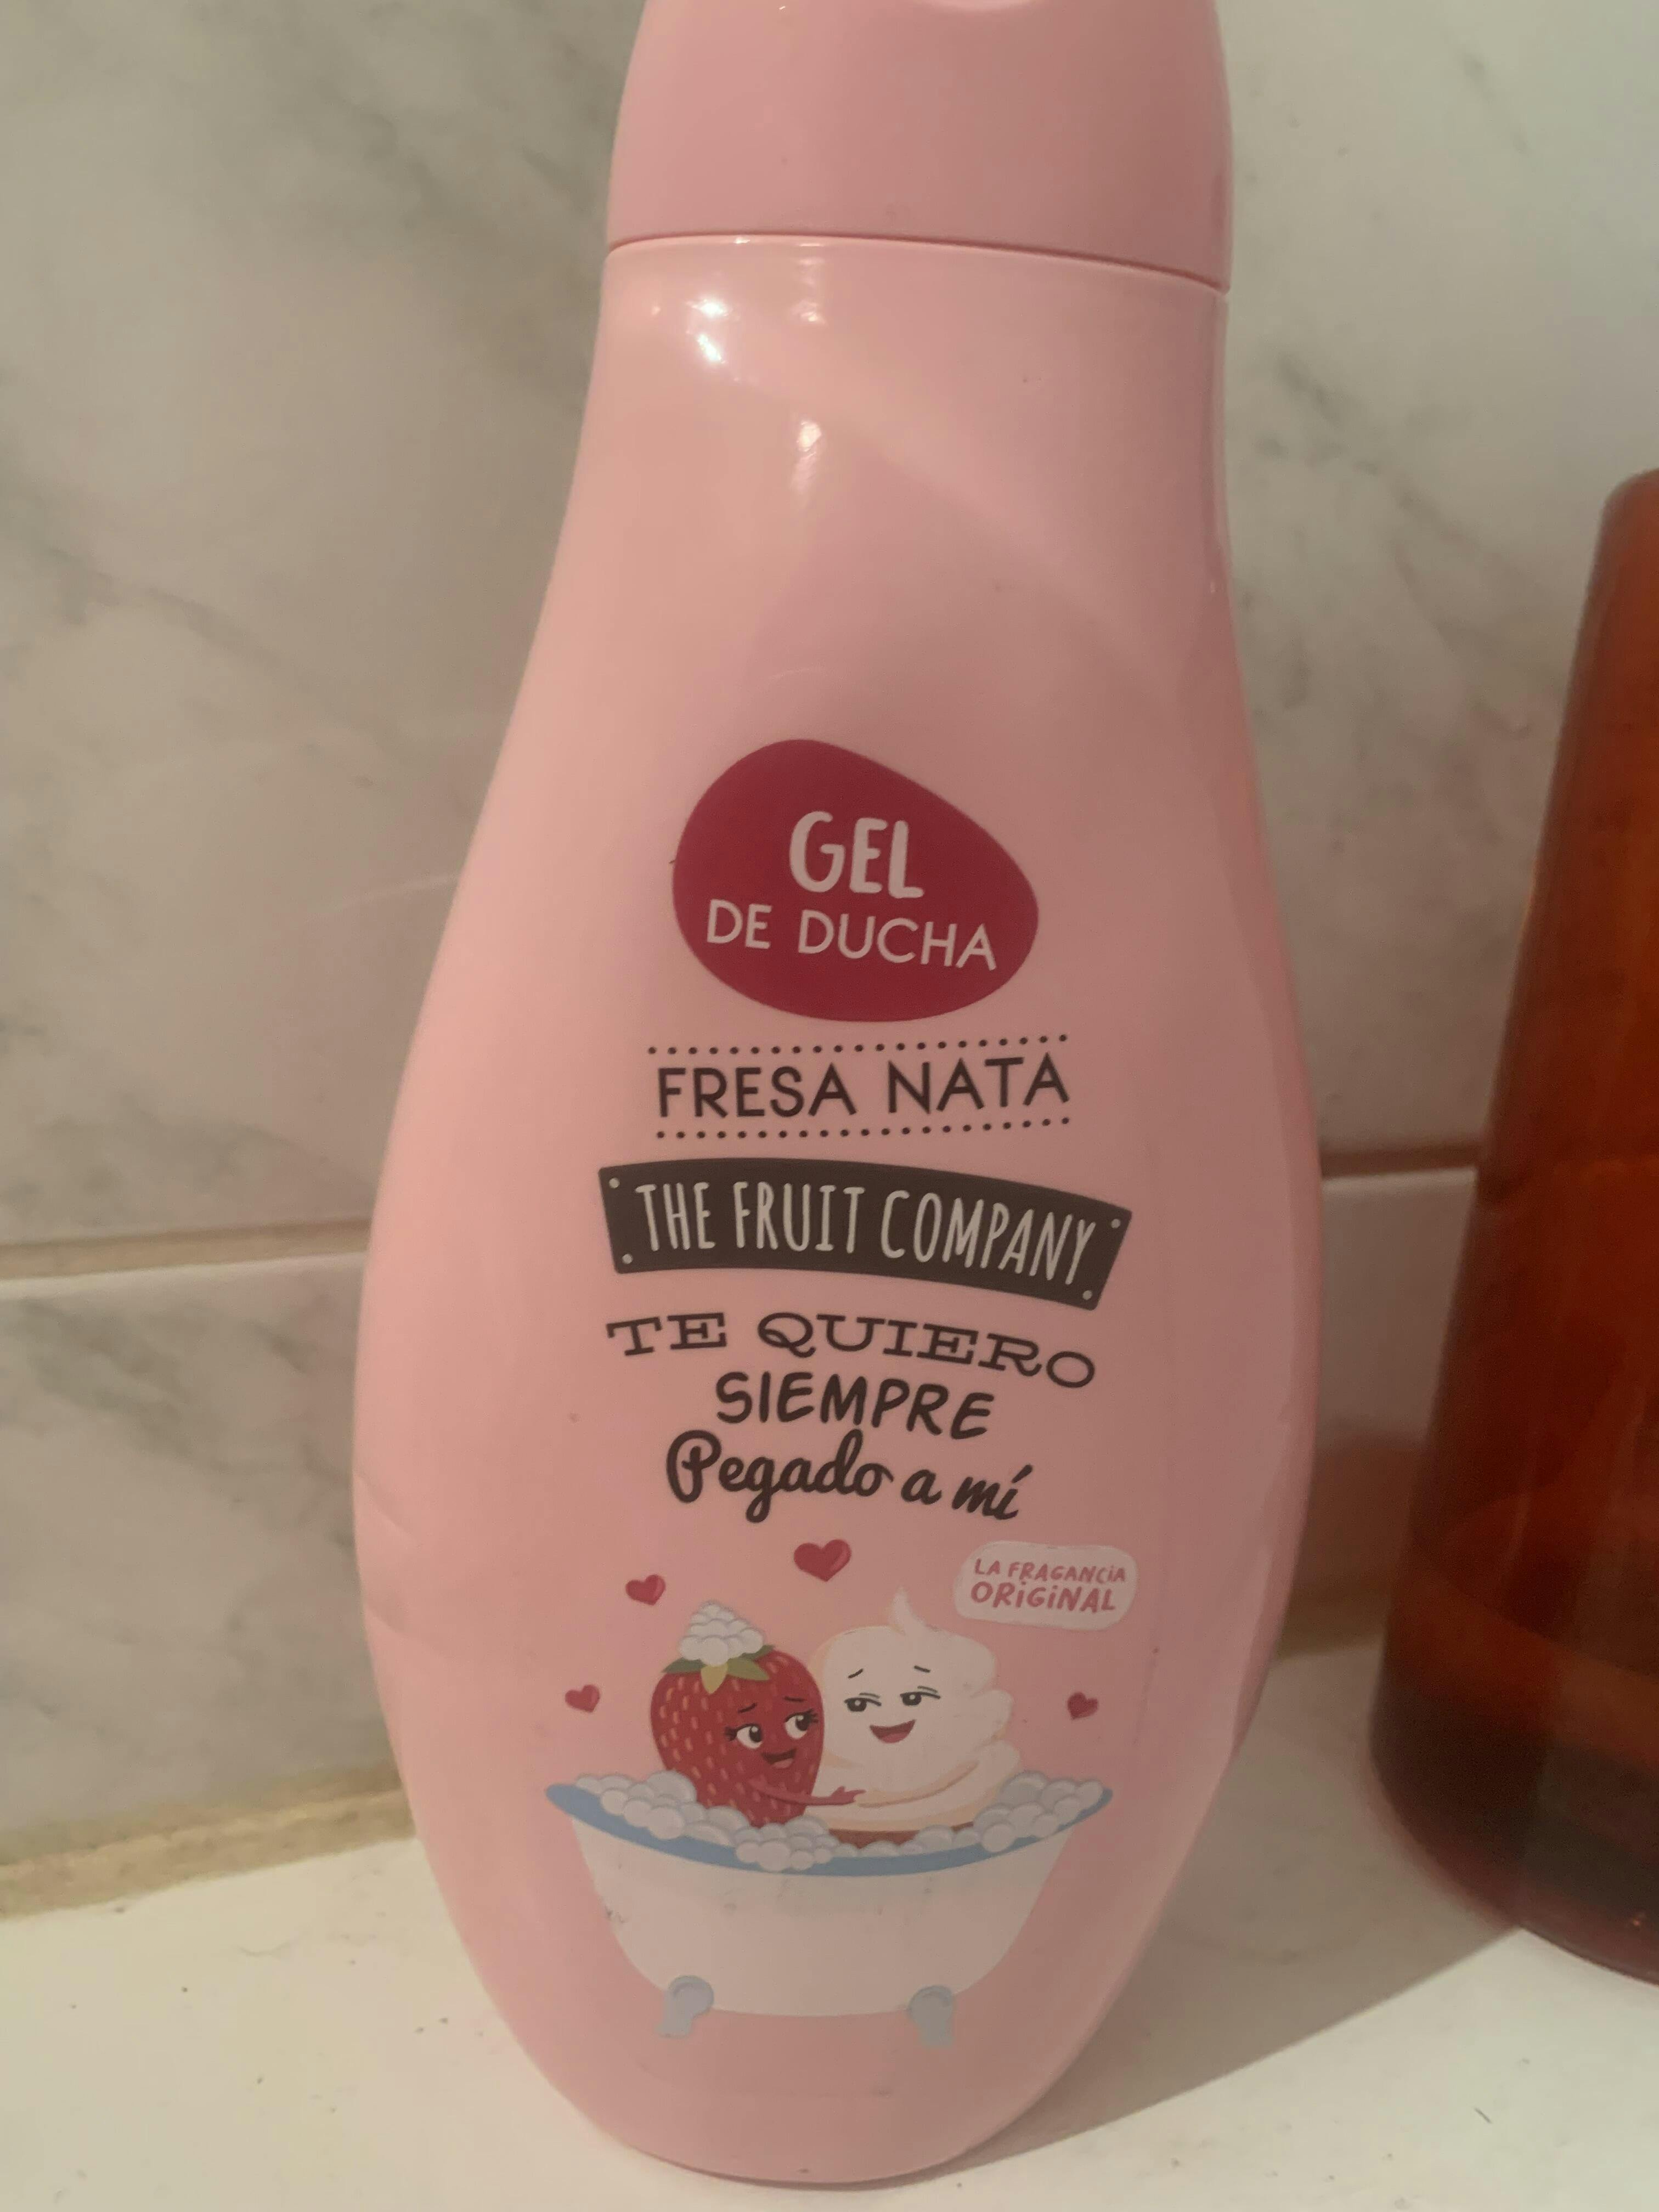 GEL
DE DUCHA
FRESA NATA
THE FRUIT COMPANY
TE QUIERO
SIEMPRE
Pegado a mí
LA FRAGANCIA
ORIGINAL